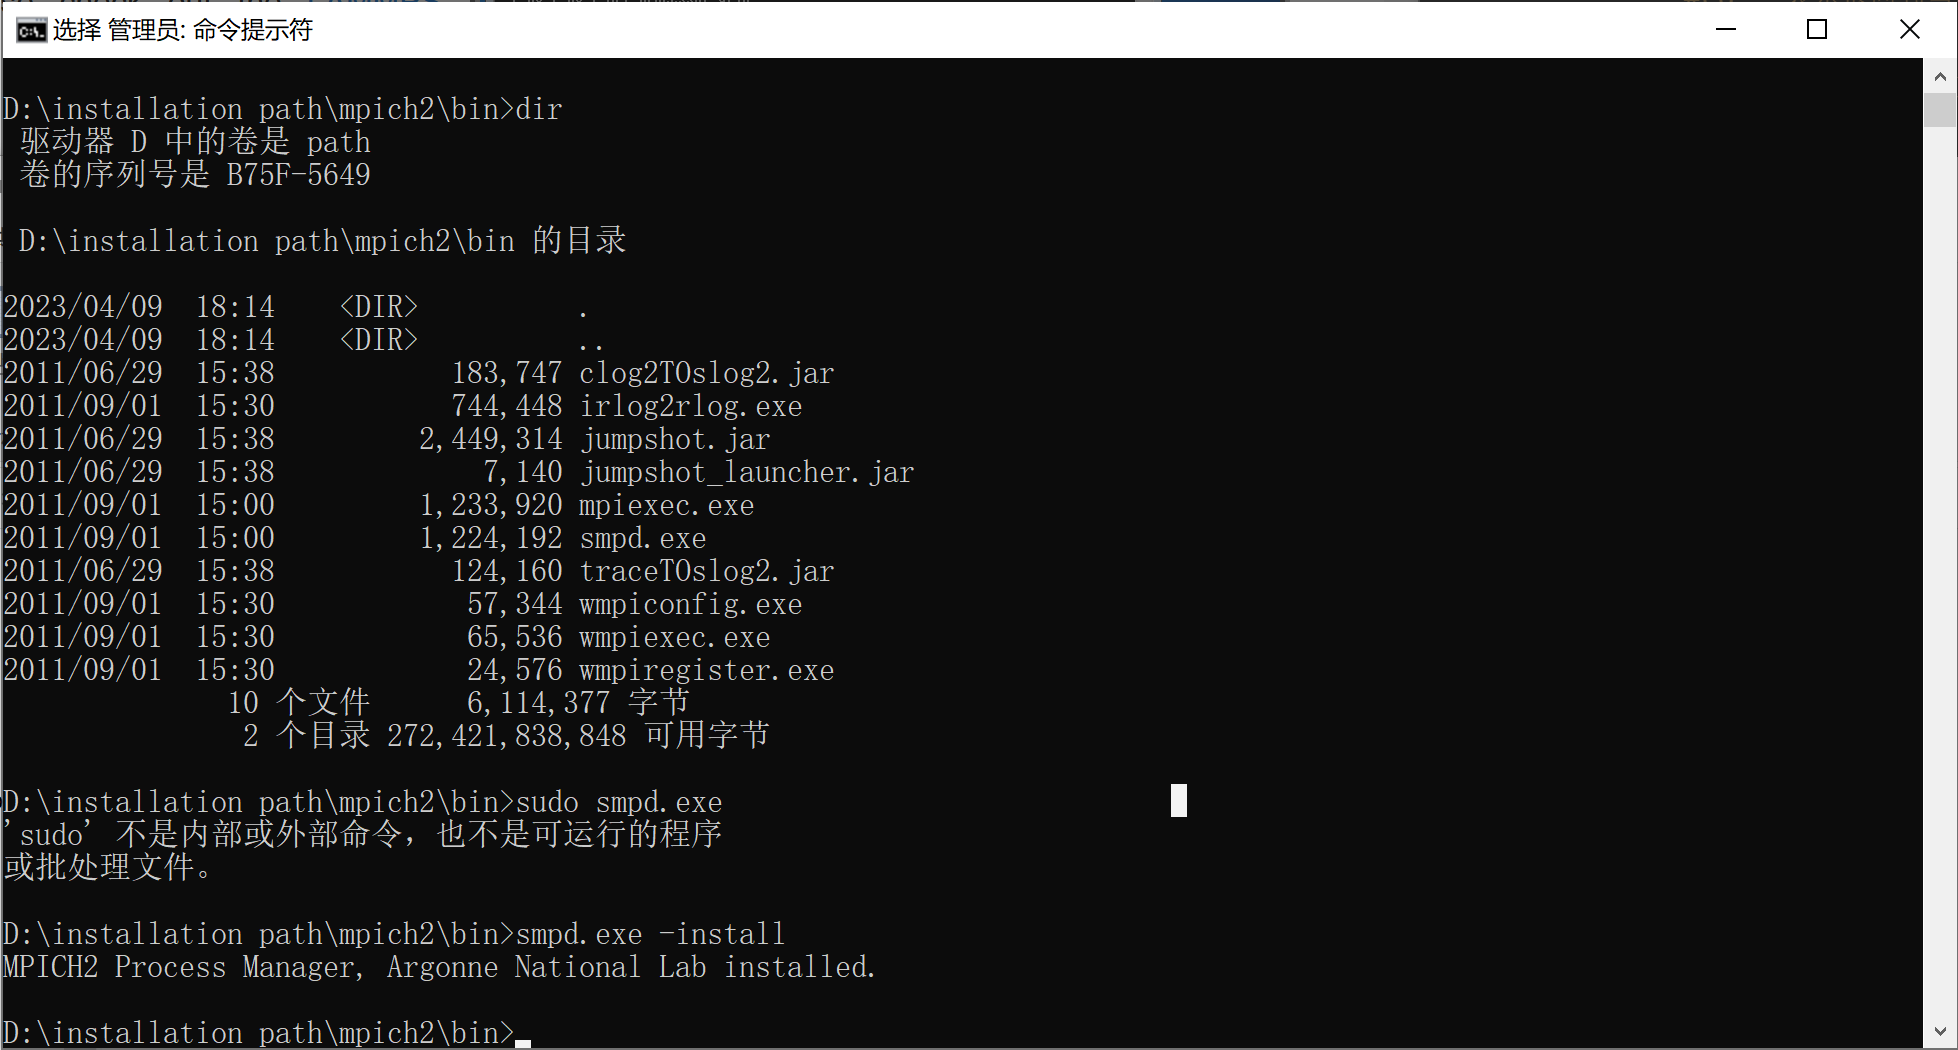 选择 管理员: 命令提示符
D:\installation path\mpich2\bin>dir
驱动器 D 中的卷是 path
卷的序列号是 B75F-5649
D:\installation path\mpich2\bin 的目录
2023/04/09  18:14    <DIR>          .
2023/04/09  18:14    <DIR>          ..
2011/06/29  15:38           183,747 clog2TOslog2.jar
2011/09/01  15:30           744,448 irlog2rlog.exe
2011/06/29  15:38         2,449,314 jumpshot.jar
2011/06/29  15:38             7,140 jumpshot_launcher.jar
2011/09/01  15:00         1,233,920 mpiexec.exe
2011/09/01  15:00         1,224,192 smpd.exe
2011/06/29  15:38           124,160 traceTOslog2.jar
2011/09/01  15:30            57,344 wmpiconfig.exe
2011/09/01  15:30            65,536 wmpiexec.exe
2011/09/01  15:30            24,576 wmpiregister.exe
10 个文件      6,114,377 字节
2 个目录 272,421,838,848 可用字节
D:\installation path\mpich2\bin>sudo smpd.exe
'sudo' 不是内部或外部命令，也不是可运行的程序
或批处理文件。
D:\installation path\mpich2\bin>smpd.exe -install
MPICH2 Process Manager, Argonne National Lab installed.
D:\installation path\mpich2\bin>